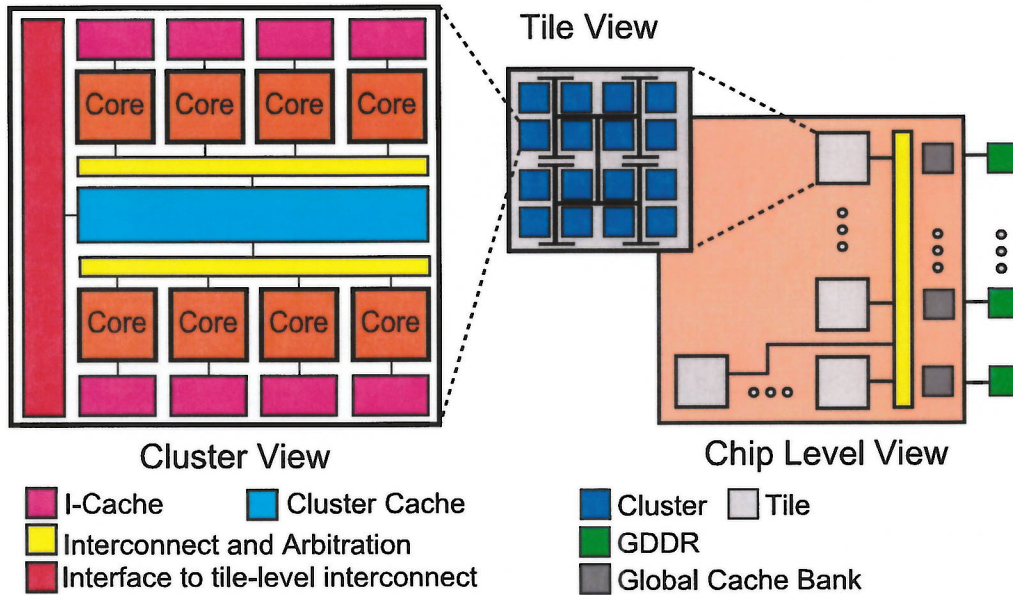 Tile View
Core Core Core Core
Core Core Core Core
Cluster View
Chip Level View
I-Cache
Cluster Cache
Interconnect and Arbitration
Interface to tile-level interconnect
Cluster
Tile
GDDR
Global Cache Bank